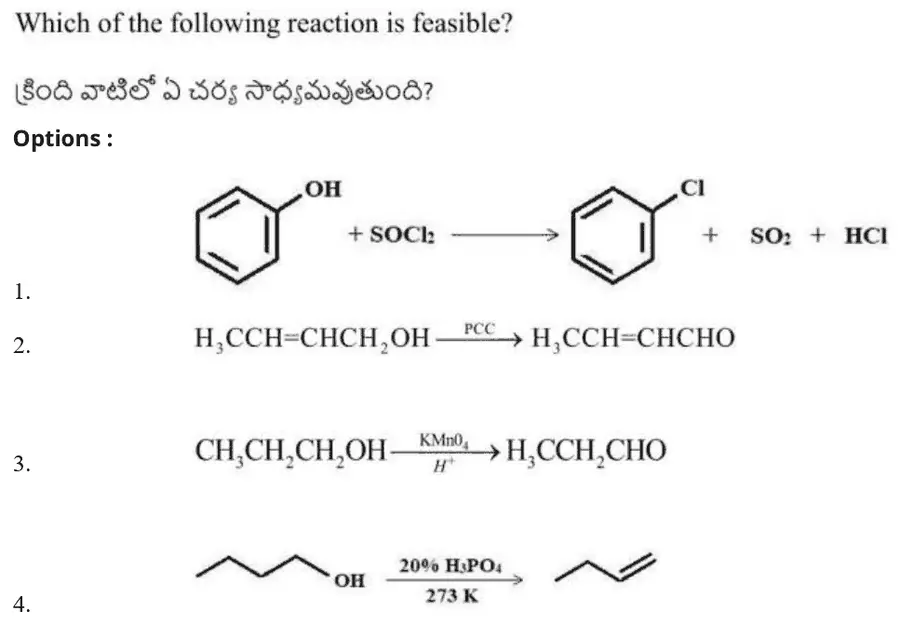 Which of the following reaction is feasible?
క్రింది వాటిలో ఏ చర్య సాధ్యమవుతుంది?
Options :
1. OH + SOCl₂ ⟶ Cl + SO₂ + HCl
2. H₃CCH=CHCH₂OH PCC ⟶ H₃CCH=CHCHO
3. CH₃CH₂CH₂OH KMn0₄ H⁺ ⟶ H₃CCH₂CHO
4. OH 20% H₃PO₄ 273 K ⟶